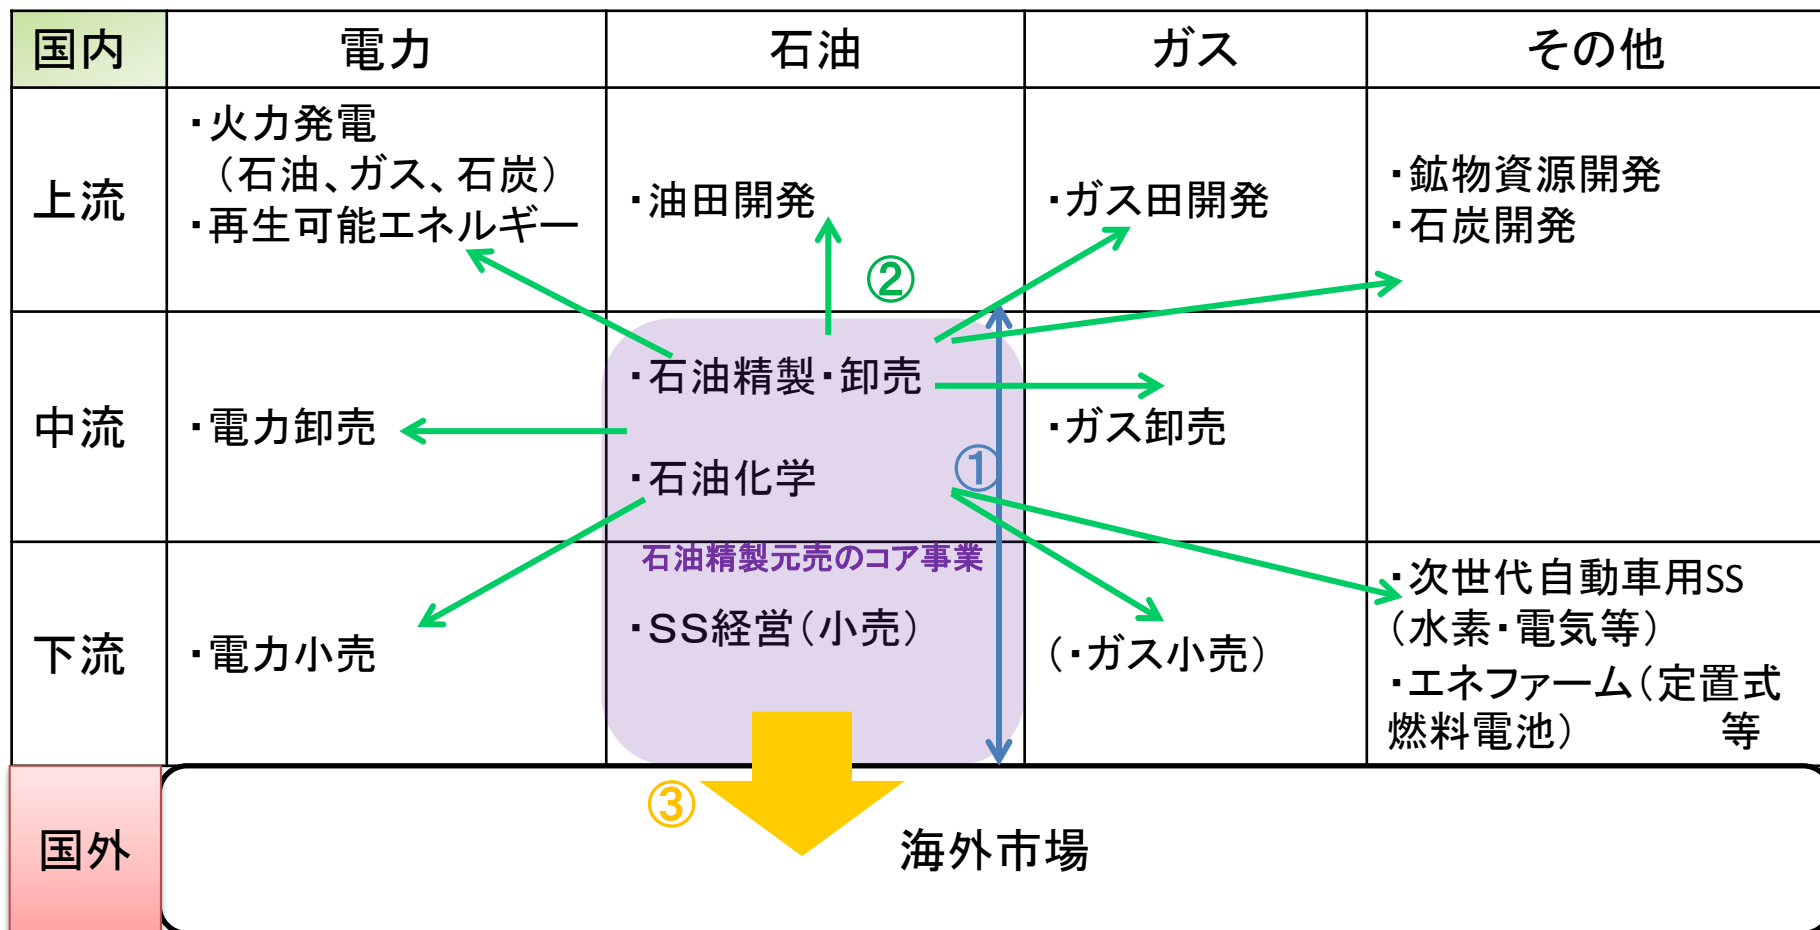 国内
電力
石油
ガス
その他
上流
・火力発電
（石油、ガス、石炭）
・再生可能エネルギー
・油田開発
・ガス田開発
・鉱物資源開発
・石炭開発
②
中流
・電力卸売
・石油精製・卸売
・石油化学
①
・ガス卸売
石油精製元売のコア事業
下流
・電力小売
・ＳＳ経営（小売）
（・ガス小売）
・次世代自動車用SS
（水素・電気等）
・エネファーム（定置式
燃料電池）　　　等
国外
③
海外市場